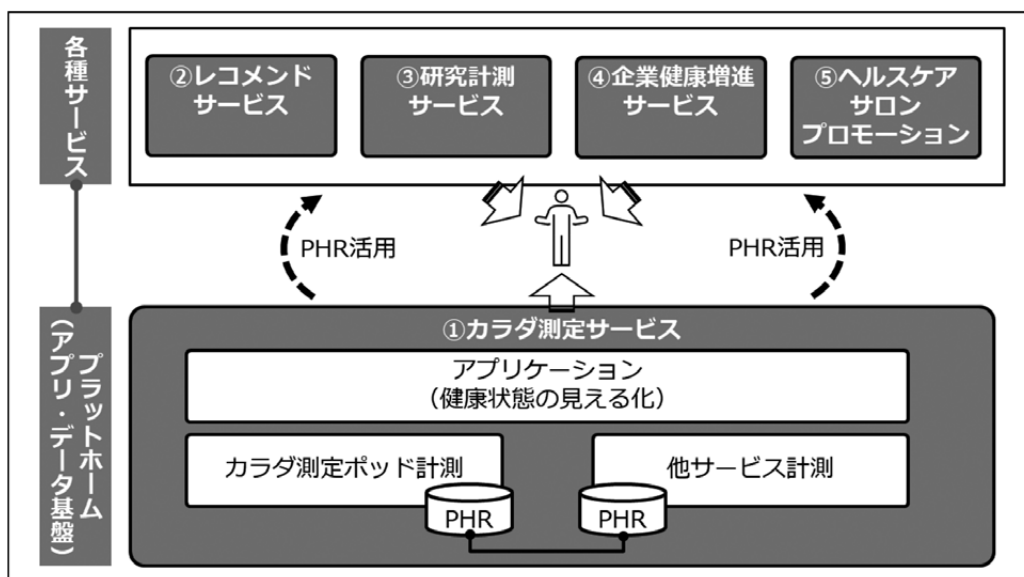 各種サービス
②レコメンド
サービス
③研究計測
サービス
④企業健康増進
サービス
⑤ヘルスケア
サロン
プロモーション
PHR活用
PHR活用
プラットホーム
(アプリ・データ基盤)
①カラダ測定サービス
アプリケーション
（健康状態の見える化）
カラダ測定ポッド計測
他サービス計測
PHR
PHR